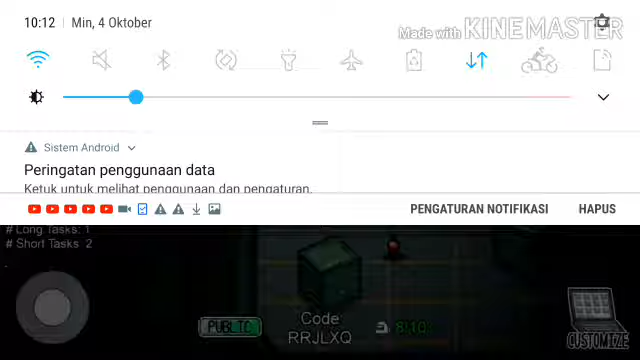 10:12 | Min, 4 Oktober
Made with KINEMASTER
Sistem Android
Peringatan penggunaan data
Ketuk untuk melihat penggunaan dan pengaturan.
PENGATURAN NOTIFIKASI HAPUS
# Long Tasks: 1
# Short Tasks 2
PUBLIC
Code
RRJLXQ
8/10
CUSTOMIZE